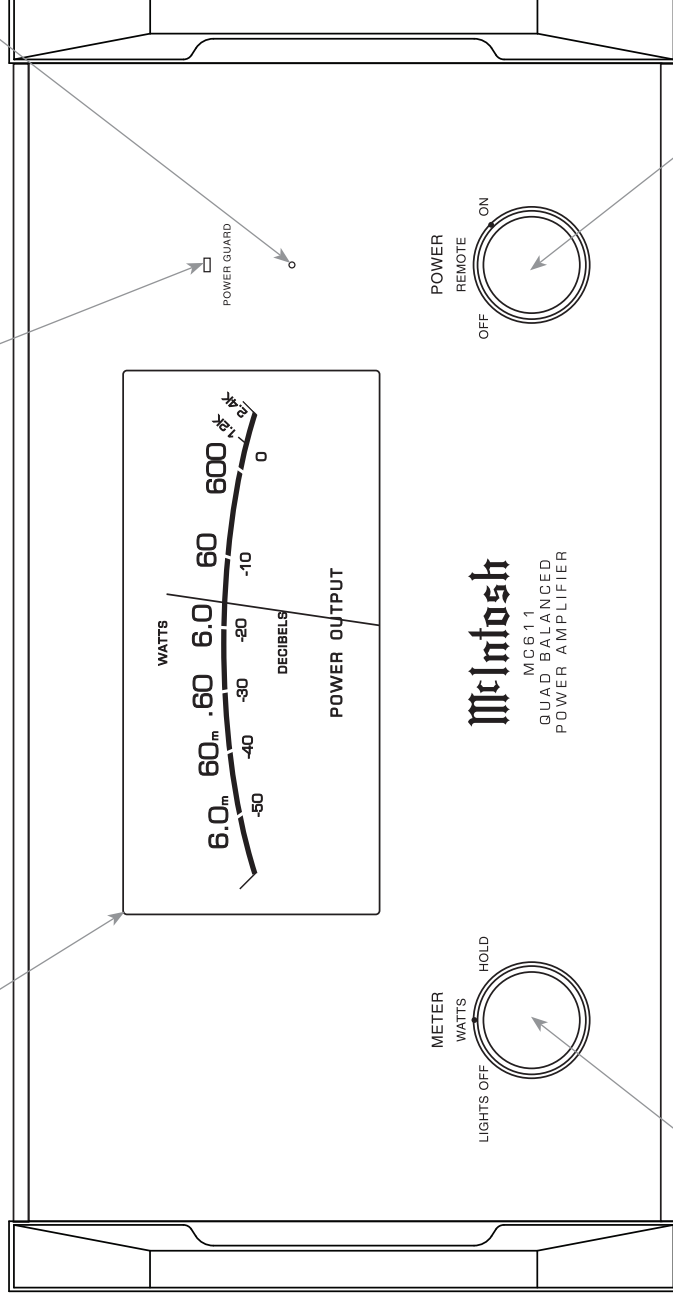 WATTS
6.0m 60m .60 6.0 60 600 1.2K 2.4K
-50 -40 -30 -20 -10 0
DECIBELS
POWER OUTPUT
POWER GUARD
METER
LIGHTS OFF WATTS HOLD
McIntosh
MC611
QUAD BALANCED
POWER AMPLIFIER
POWER
OFF REMOTE ON